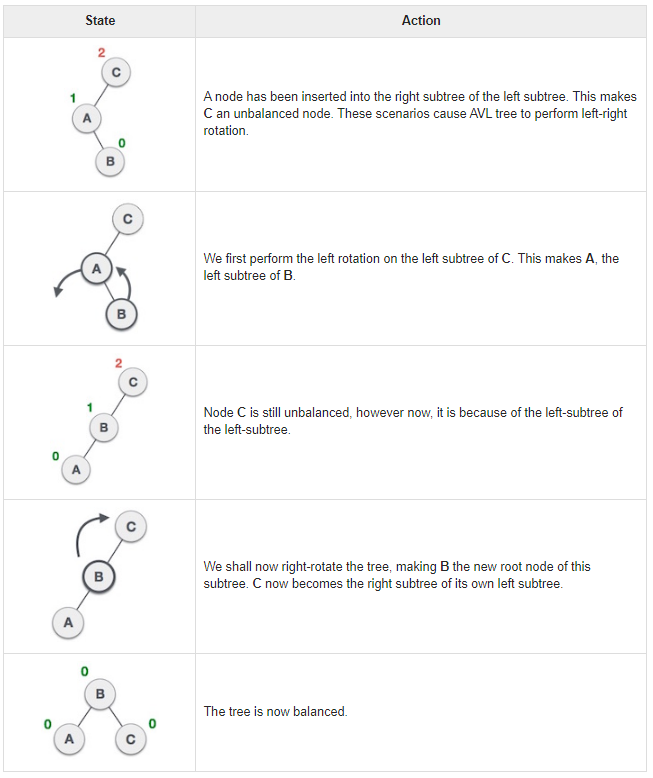 State
Action
2
C
1
A
0
B
A node has been inserted into the right subtree of the left subtree. This makes
C an unbalanced node. These scenarios cause AVL tree to perform left-right
rotation.
C
A
B
We first perform the left rotation on the left subtree of C. This makes A, the
left subtree of B.
2
C
1
B
0
A
Node C is still unbalanced, however now, it is because of the left-subtree of
the left-subtree.
C
B
A
We shall now right-rotate the tree, making B the new root node of this
subtree. C now becomes the right subtree of its own left subtree.
0
B
0
A
0
C
The tree is now balanced.